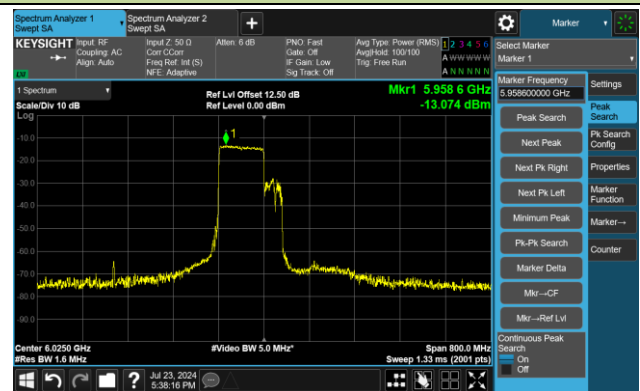 Spectrum Analyzer 1
Swept SA
Spectrum Analyzer 2
Swept SA
+
Marker
KEYSIGHT
Input: RF
Coupling: AC
Align: Auto
Input Z: 50 Ω
Corr CCorr
Freq Ref: Int (S)
NFE: Adaptive
Atten: 6 dB
PNO: Fast
Gate: Off
IF Gain: Low
Sig Track: Off
Avg Type: Power (RMS)
Avg|Hold: 100/100
Trig: Free Run
1 2 3 4 5 6
A W W W W W
A N N N N N
LXI
Select Marker
Marker 1
1 Spectrum
Scale/Div 10 dB
Log
Ref Lvl Offset 12.50 dB
Ref Level 0.00 dBm
Mkr1 5.958 6 GHz
-13.074 dBm
1
-10.0
-20.0
-30.0
-40.0
-50.0
-60.0
-70.0
-80.0
-90.0
Center 6.0250 GHz
#Res BW 1.6 MHz
#Video BW 5.0 MHz*
Span 800.0 MHz
Sweep 1.33 ms (2001 pts)
Marker Frequency
5.958600000 GHz
Peak Search
Next Peak
Next Pk Right
Next Pk Left
Minimum Peak
Pk-Pk Search
Marker Delta
Mkr→CF
Mkr→Ref Lvl
Continuous Peak
Search
On
Off
Settings
Peak
Search
Pk Search
Config
Properties
Marker
Function
Marker→
Counter
?
Jul 23, 2024
5:38:16 PM